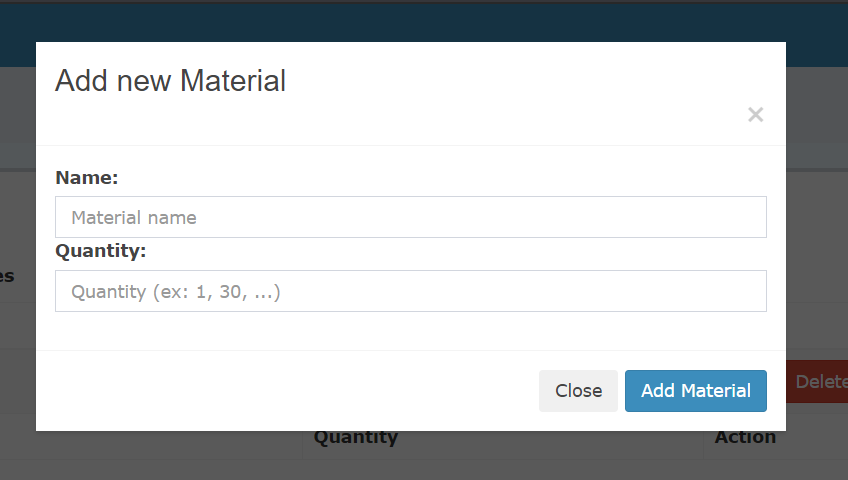 Add new Material
×
Name:
Material name
Quantity:
Quantity (ex: 1, 30, ...)
es
Close Add Material
Delete
Quantity Action